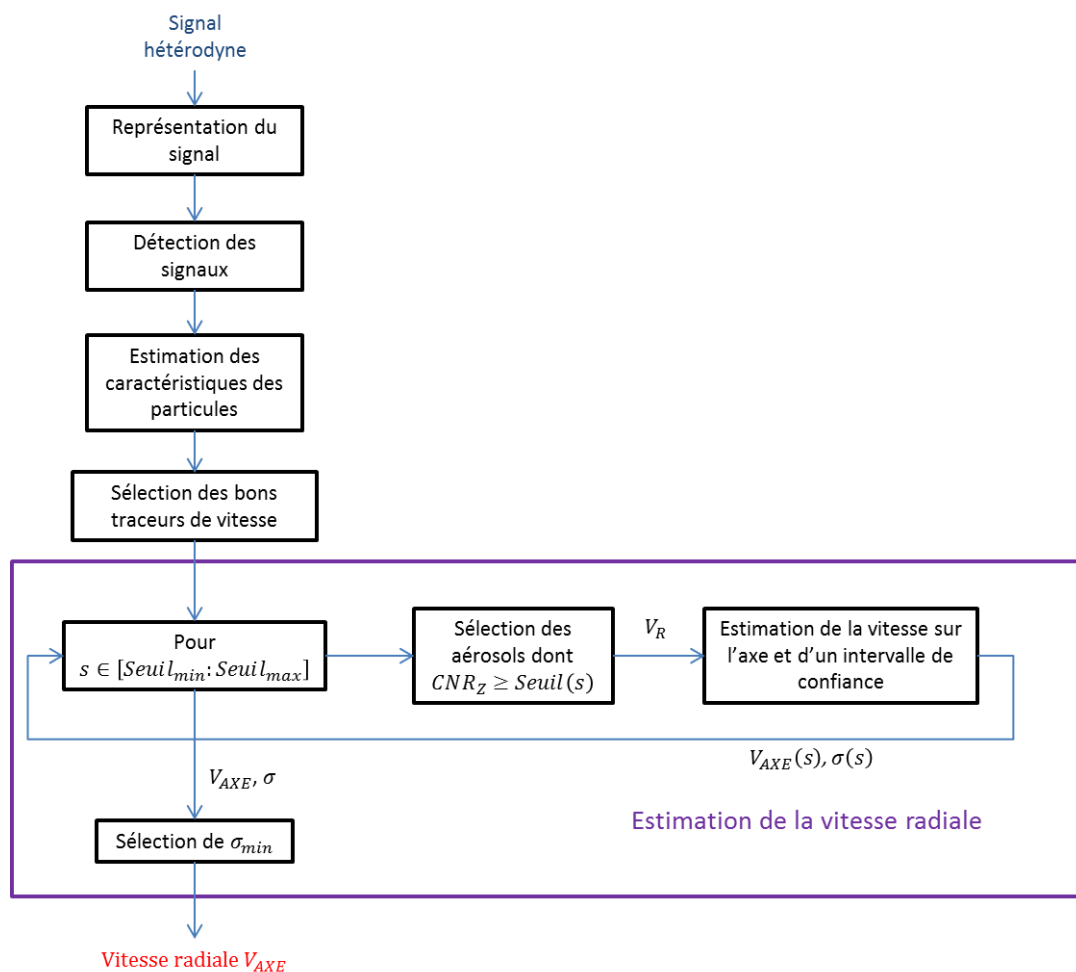 Signal
hétérodyne
Représentation du
signal
Détection des
signaux
Estimation des
caractéristiques des
particules
Sélection des bons
traceurs de vitesse
Pour
s ∈ [Seuil_min: Seuil_max]
Sélection des
aérosols dont
CNR_Z ≥ Seuil(s)
V_R
Estimation de la vitesse sur
l’axe et d’un intervalle de
confiance
V_AXE(s), σ(s)
V_AXE, σ
Sélection de σ_min
Estimation de la vitesse radiale
Vitesse radiale V_AXE